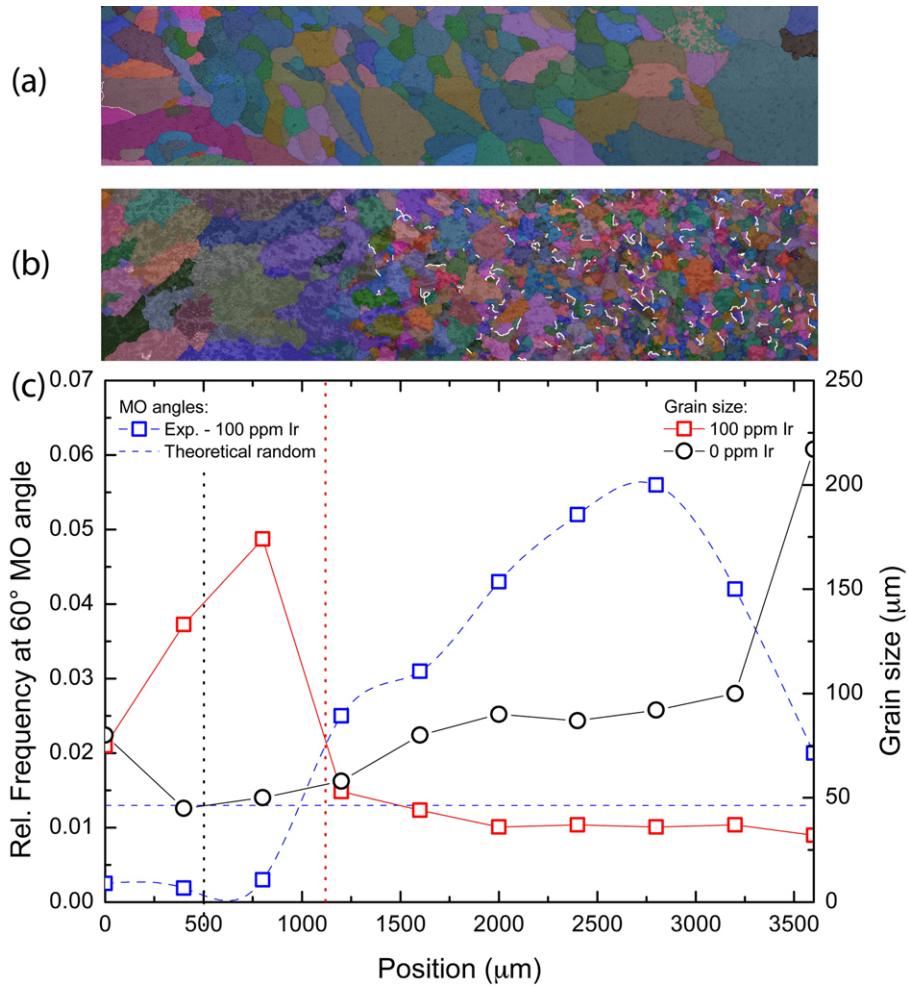 (a)
(b)
(c)
0.07
0.06
0.05
0.04
0.03
0.02
0.01
0.00
Rel. Frequency at 60° MO angle
MO angles:
Exp. - 100 ppm Ir
Theoretical random
Grain size:
100 ppm Ir
0 ppm Ir
250
200
150
100
50
0
Grain size (μm)
0 500 1000 1500 2000 2500 3000 3500
Position (μm)